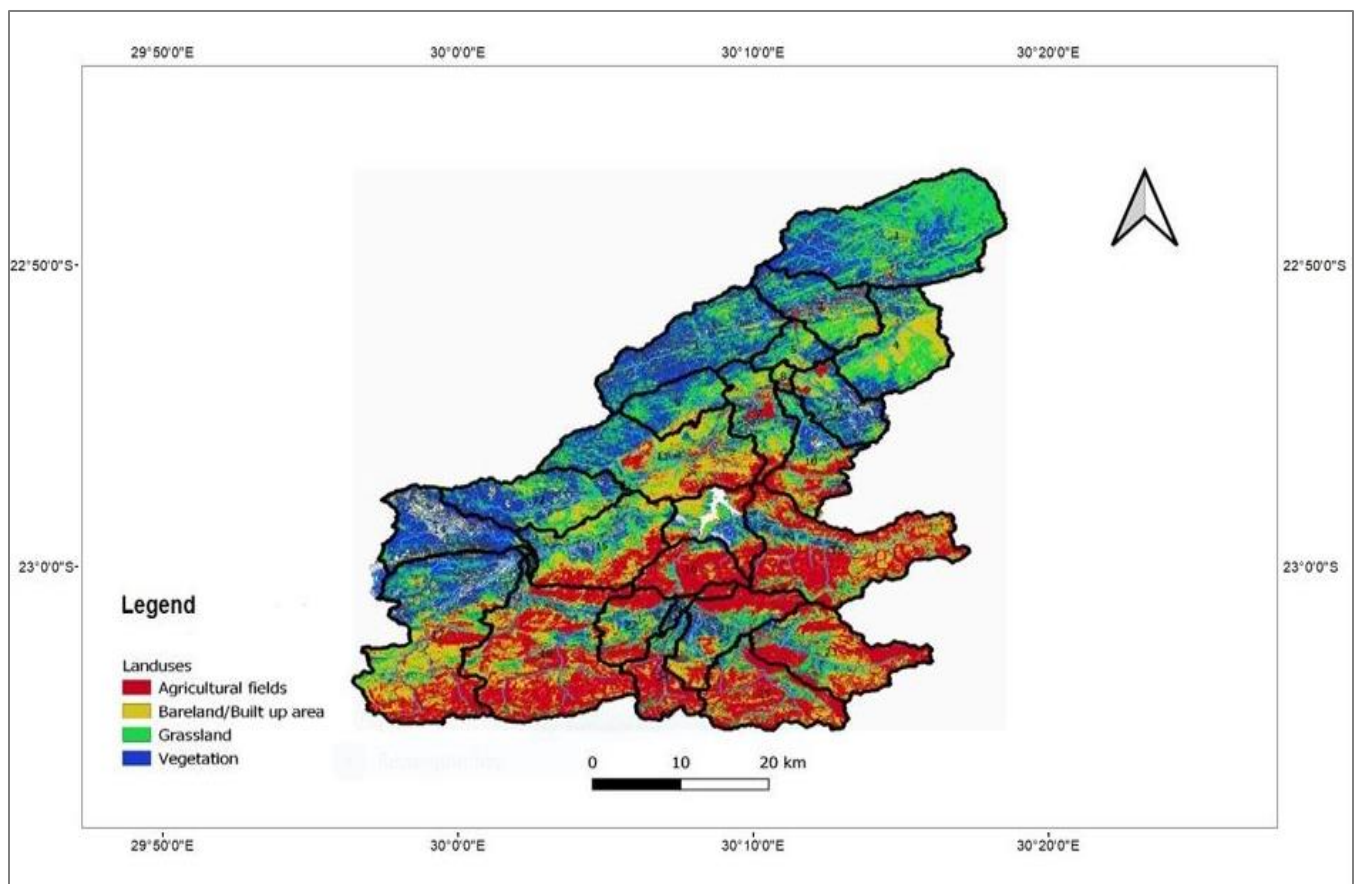 29°50'0"E 30°0'0"E 30°10'0"E 30°20'0"E
22°50'0"S 22°50'0"S
23°0'0"S 23°0'0"S
Legend
Landuses
Agricultural fields
Bareland/Built up area
Grassland
Vegetation
0 10 20 km
29°50'0"E 30°0'0"E 30°10'0"E 30°20'0"E